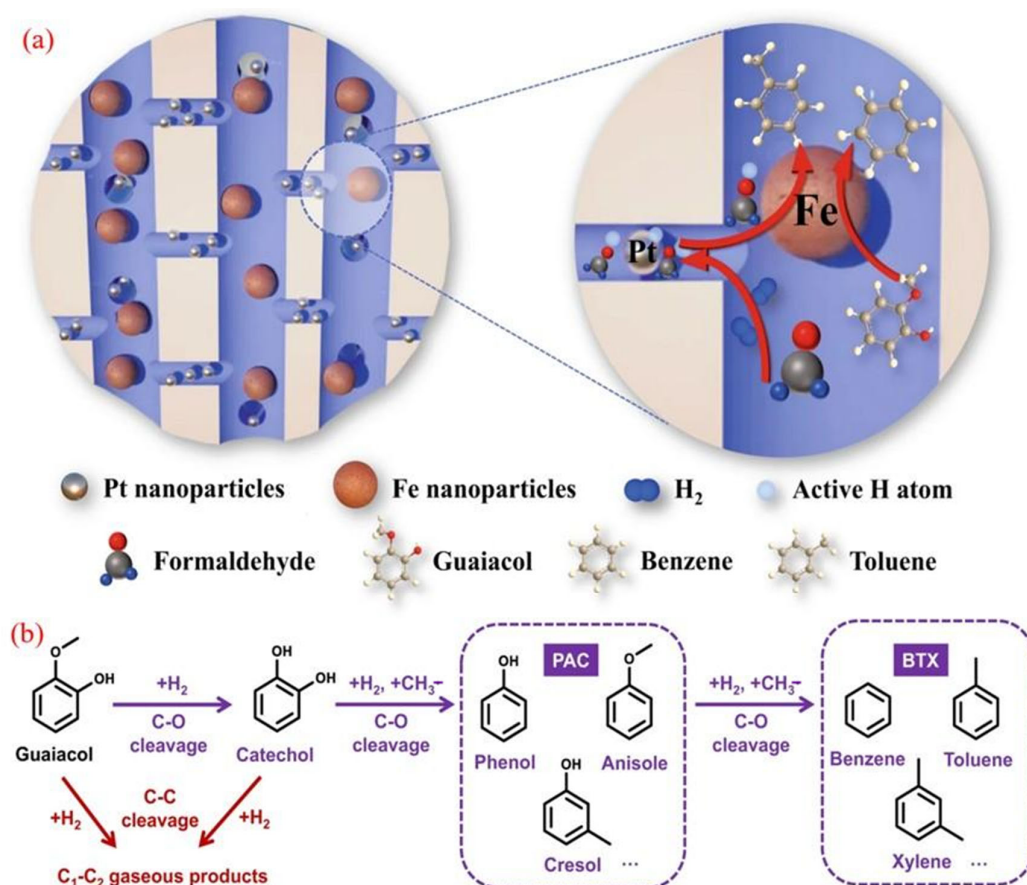 (a)
Fe
Pt
Pt nanoparticles
Fe nanoparticles
H₂
Active H atom
Formaldehyde
Guaiacol
Benzene
Toluene
(b)
O
OH
Guaiacol
+H₂
C-O
cleavage
OH
OH
Catechol
+H₂, +CH₃⁻
C-O
cleavage
PAC
OH
Phenol
O
Anisole
OH
Cresol
...
+H₂, +CH₃⁻
C-O
cleavage
BTX
Benzene
Toluene
Xylene
...
+H₂
C-C
cleavage
+H₂
C₁-C₂ gaseous products